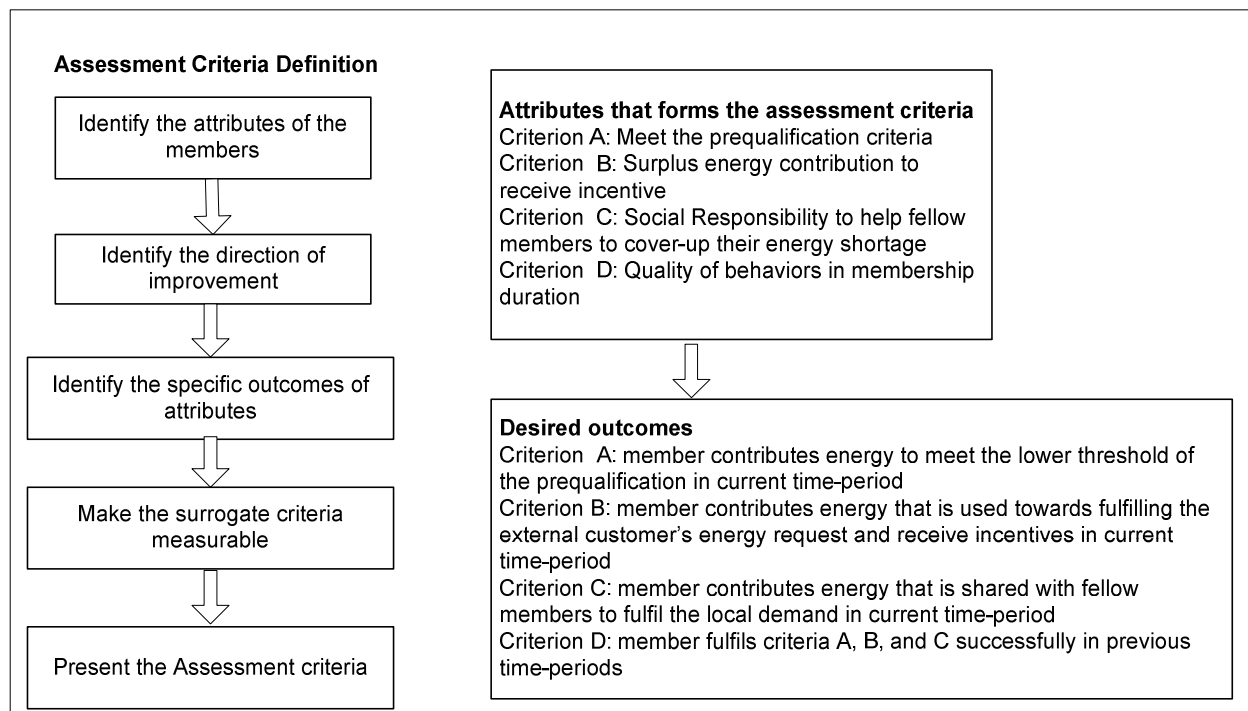 Assessment Criteria Definition
Identify the attributes of the
members
Identify the direction of
improvement
Identify the specific outcomes of
attributes
Make the surrogate criteria
measurable
Present the Assessment criteria
Attributes that forms the assessment criteria
Criterion A: Meet the prequalification criteria
Criterion B: Surplus energy contribution to
receive incentive
Criterion C: Social Responsibility to help fellow
members to cover-up their energy shortage
Criterion D: Quality of behaviors in membership
duration
Desired outcomes
Criterion A: member contributes energy to meet the lower threshold of
the prequalification in current time-period
Criterion B: member contributes energy that is used towards fulfilling the
external customer's energy request and receive incentives in current
time-period
Criterion C: member contributes energy that is shared with fellow
members to fulfil the local demand in current time-period
Criterion D: member fulfils criteria A, B, and C successfully in previous
time-periods